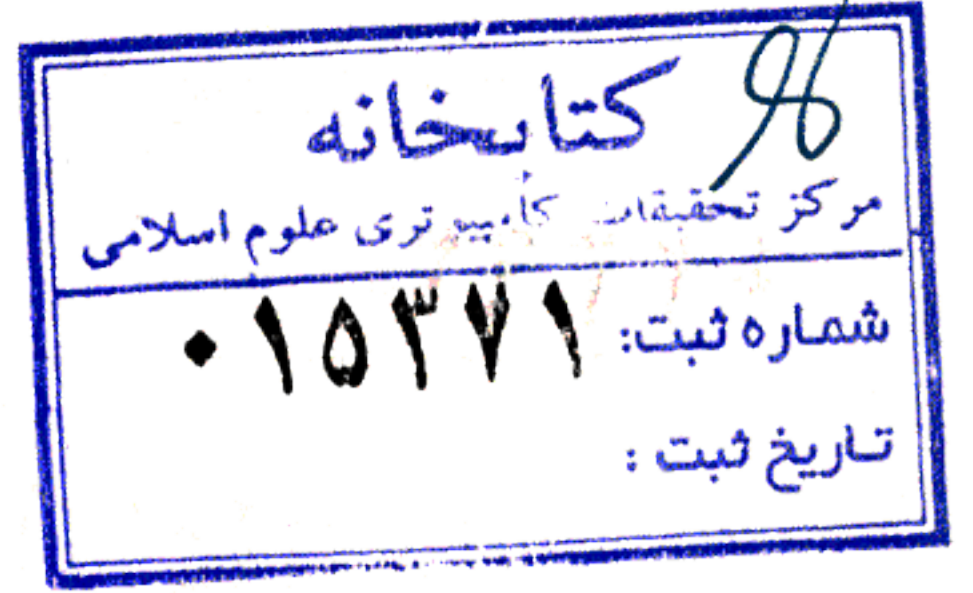 کتابخانه
مرکز تحقیقات کامپیوتری علوم اسلامی
شماره ثبت: ۰۱۵۳۷۱
تاریخ ثبت :